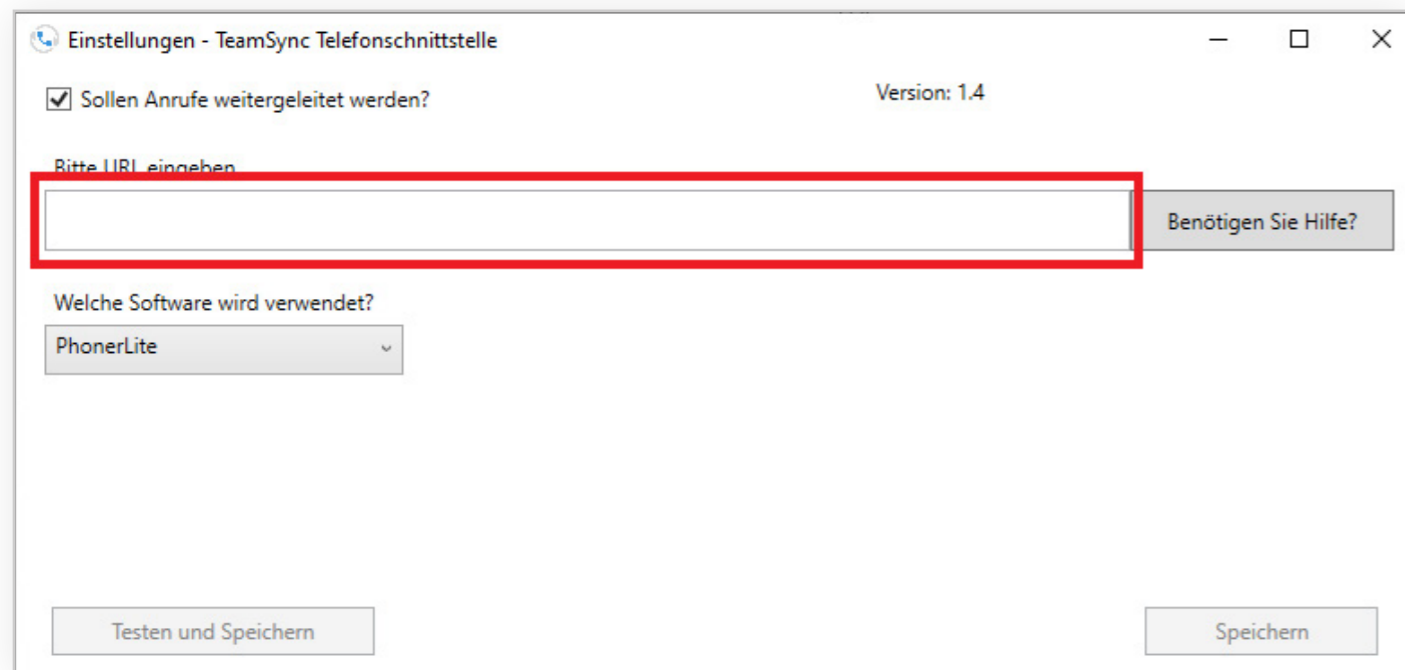 Einstellungen - TeamSync Telefonschnittstelle
Sollen Anrufe weitergeleitet werden?
Version: 1.4
Bitte URL eingeben
Benötigen Sie Hilfe?
Welche Software wird verwendet?
PhonerLite
Testen und Speichern
Speichern